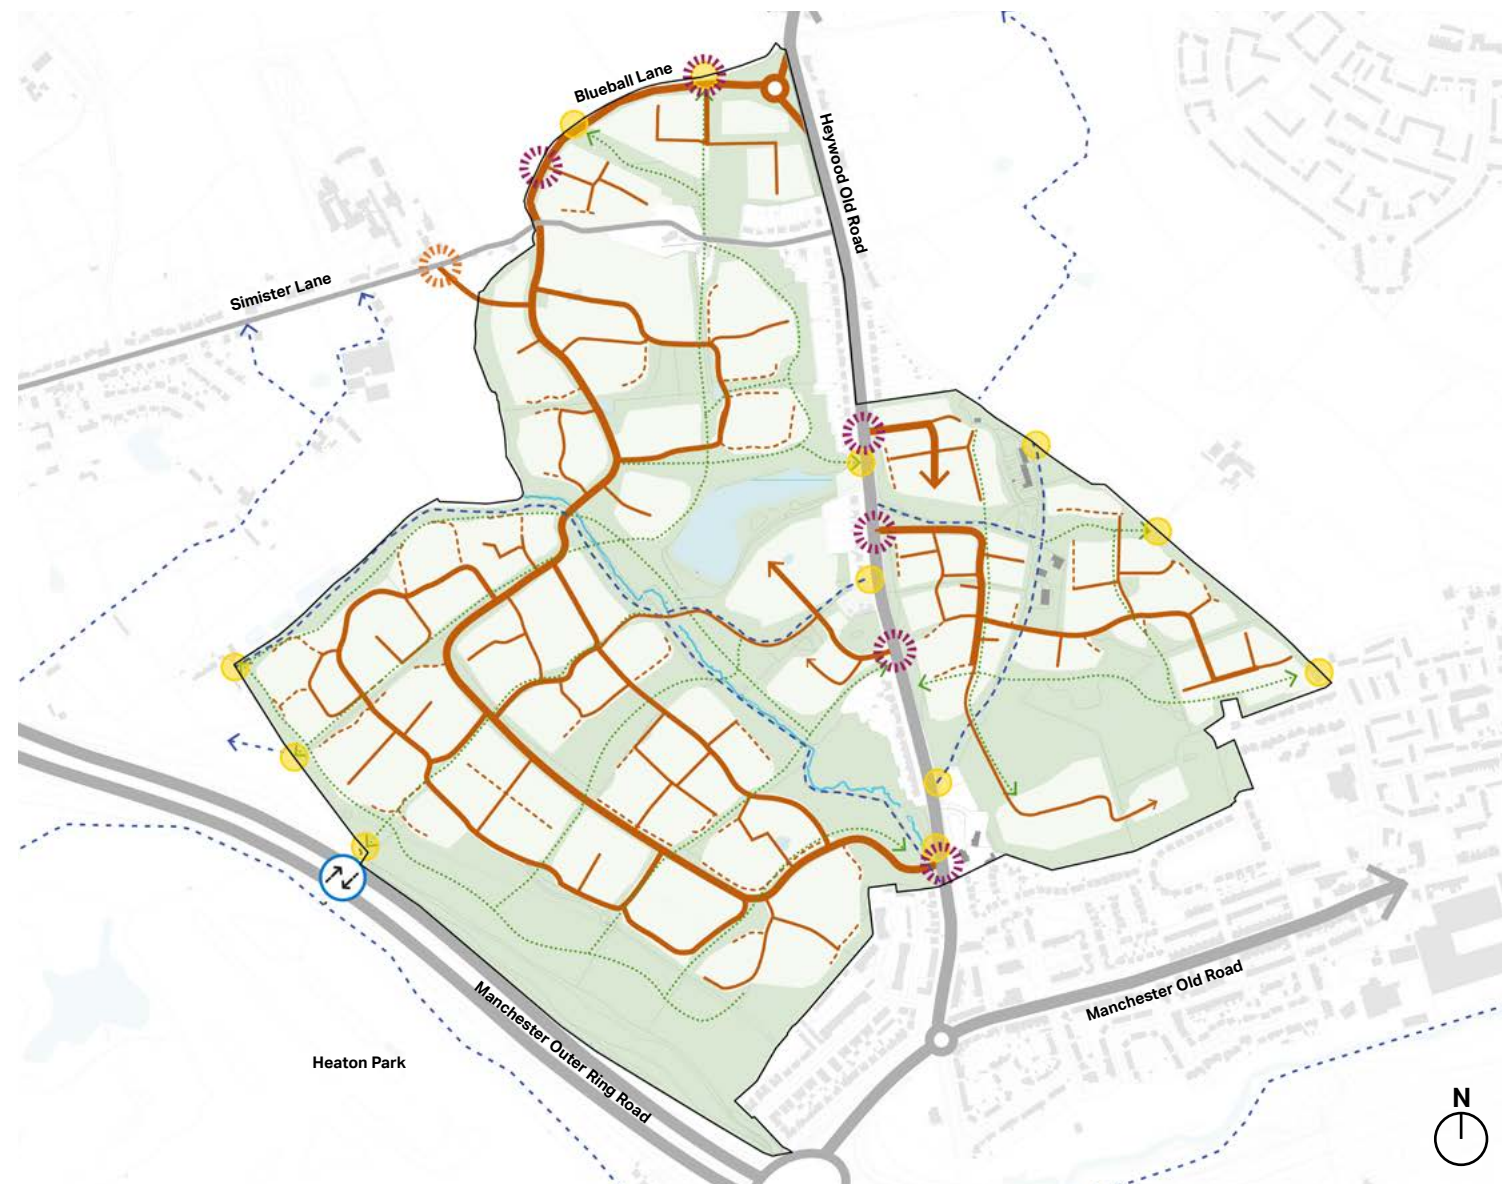 Blueball Lane
Heywood Old Road
Simister Lane
Manchester Old Road
Manchester Outer Ring Road
Heaton Park
N